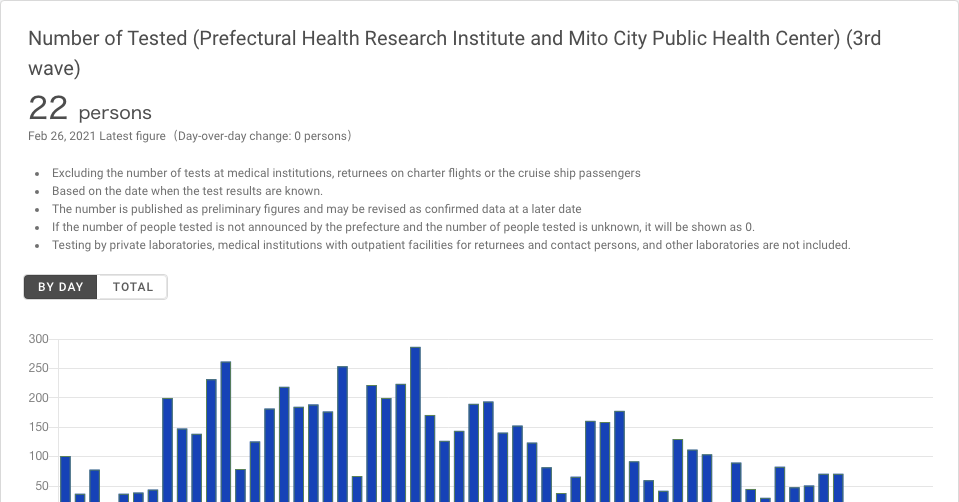 Number of Tested (Prefectural Health Research Institute and Mito City Public Health Center) (3rd
wave)
22 persons
Feb 26, 2021 Latest figure（Day-over-day change: 0 persons）
• Excluding the number of tests at medical institutions, returnees on charter flights or the cruise ship passengers
• Based on the date when the test results are known.
• The number is published as preliminary figures and may be revised as confirmed data at a later date
• If the number of people tested is not announced by the prefecture and the number of people tested is unknown, it will be shown as 0.
• Testing by private laboratories, medical institutions with outpatient facilities for returnees and contact persons, and other laboratories are not included.
BY DAY TOTAL
300
250
200
150
100
50